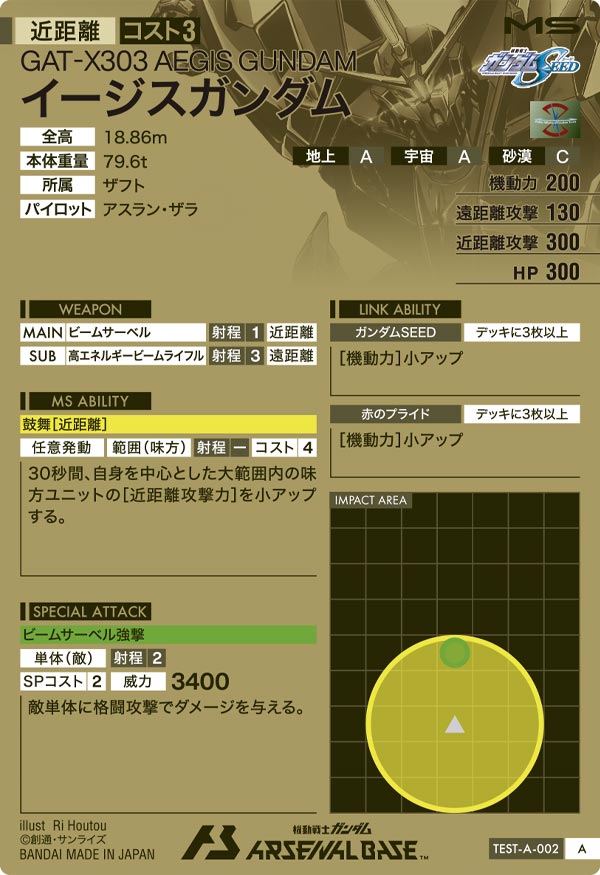 近距離 コスト3 MS
GAT-X303 AEGIS GUNDAM
イージスガンダム
機動戦士 ガンダム SEED
全高 18.86m
本体重量 79.6t
所属 ザフト
パイロット アスラン・ザラ
地上 A 宇宙 A 砂漠 C
機動力 200
遠距離攻撃 130
近距離攻撃 300
HP 300
WEAPON
MAIN ビームサーベル 射程 1 近距離
SUB 高エネルギービームライフル 射程 3 遠距離
MS ABILITY
鼓舞[近距離]
任意発動 範囲(味方) 射程 ー コスト 4
30秒間、自身を中心とした大範囲内の味
方ユニットの[近距離攻撃力]を小アップ
する。
SPECIAL ATTACK
ビームサーベル強撃
単体(敵) 射程 2
SPコスト 2 威力 3400
敵単体に格闘攻撃でダメージを与える。
LINK ABILITY
ガンダムSEED デッキに3枚以上
[機動力]小アップ
赤のプライド デッキに3枚以上
[機動力]小アップ
IMPACT AREA
illust Ri Houtou
©創通・サンライズ
BANDAI MADE IN JAPAN
機動戦士ガンダム
ARSENAL BASE™
TEST-A-002 A